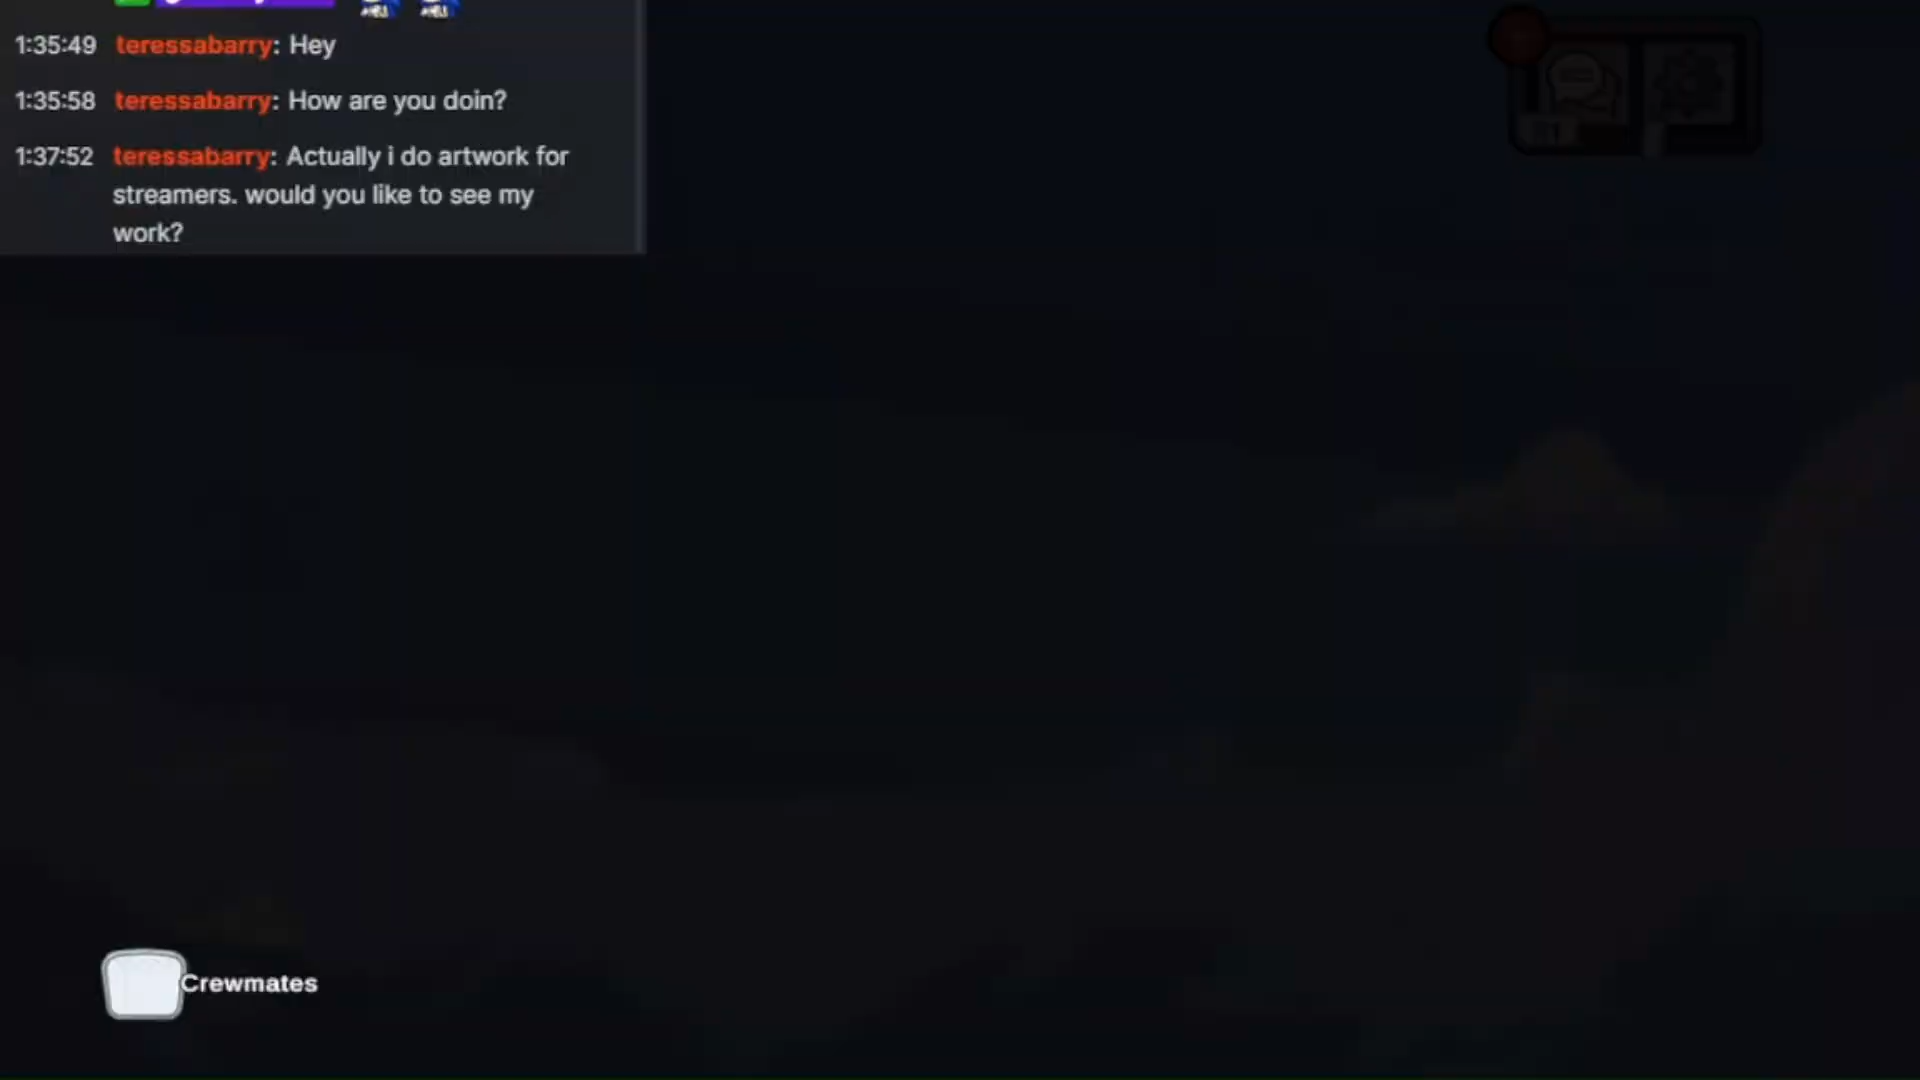 1:35:49 teressabarry: Hey
1:35:58 teressabarry: How are you doin?
1:37:52 teressabarry: Actually i do artwork for
streamers. would you like to see my
work?
Crewmates